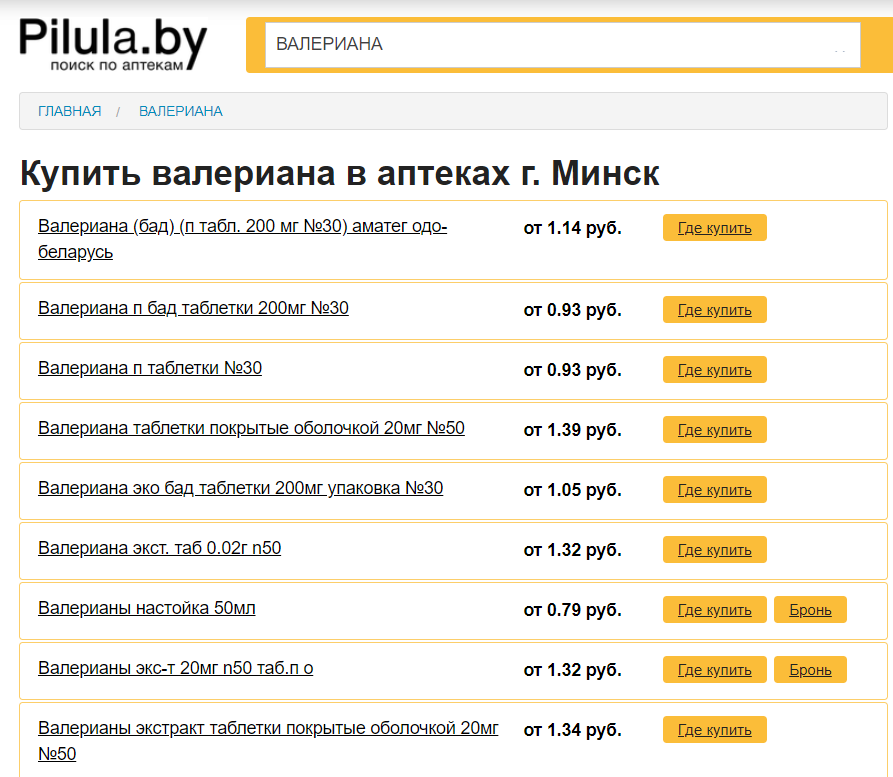 Pilula.by
поиск по аптекам
ВАЛЕРИАНА
ГЛАВНАЯ / ВАЛЕРИАНА
Купить валериана в аптеках г. Минск
Валериана (бад) (п табл. 200 мг №30) аматег одо-
беларусь
от 1.14 руб. Где купить
Валериана п бад таблетки 200мг №30 от 0.93 руб. Где купить
Валериана п таблетки №30 от 0.93 руб. Где купить
Валериана таблетки покрытые оболочкой 20мг №50 от 1.39 руб. Где купить
Валериана эко бад таблетки 200мг упаковка №30 от 1.05 руб. Где купить
Валериана экст. таб 0.02г n50 от 1.32 руб. Где купить
Валерианы настойка 50мл от 0.79 руб. Где купить Бронь
Валерианы экс-т 20мг n50 таб.п о от 1.32 руб. Где купить Бронь
Валерианы экстракт таблетки покрытые оболочкой 20мг
№50
от 1.34 руб. Где купить